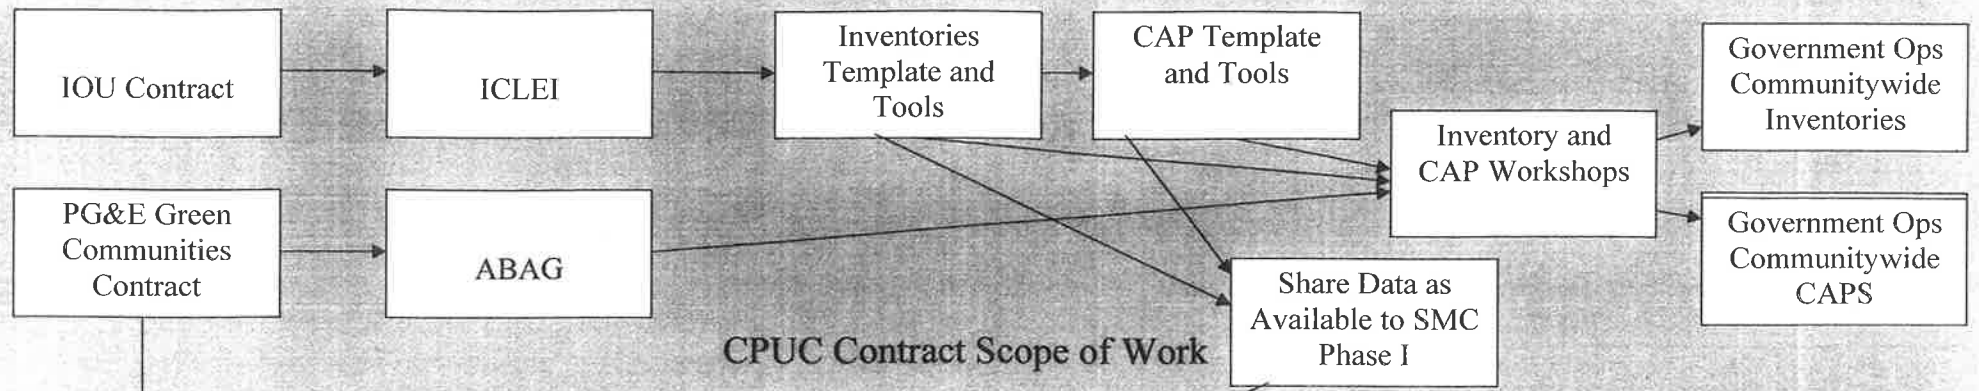 IOU Contract
ICLEI
Inventories
Template and
Tools
CAP Template
and Tools
Government Ops
Communitywide
Inventories
Inventory and
CAP Workshops
PG&E Green
Communities
Contract
ABAG
Government Ops
Communitywide
CAPS
Share Data as
Available to SMC
Phase I
CPUC Contract Scope of Work